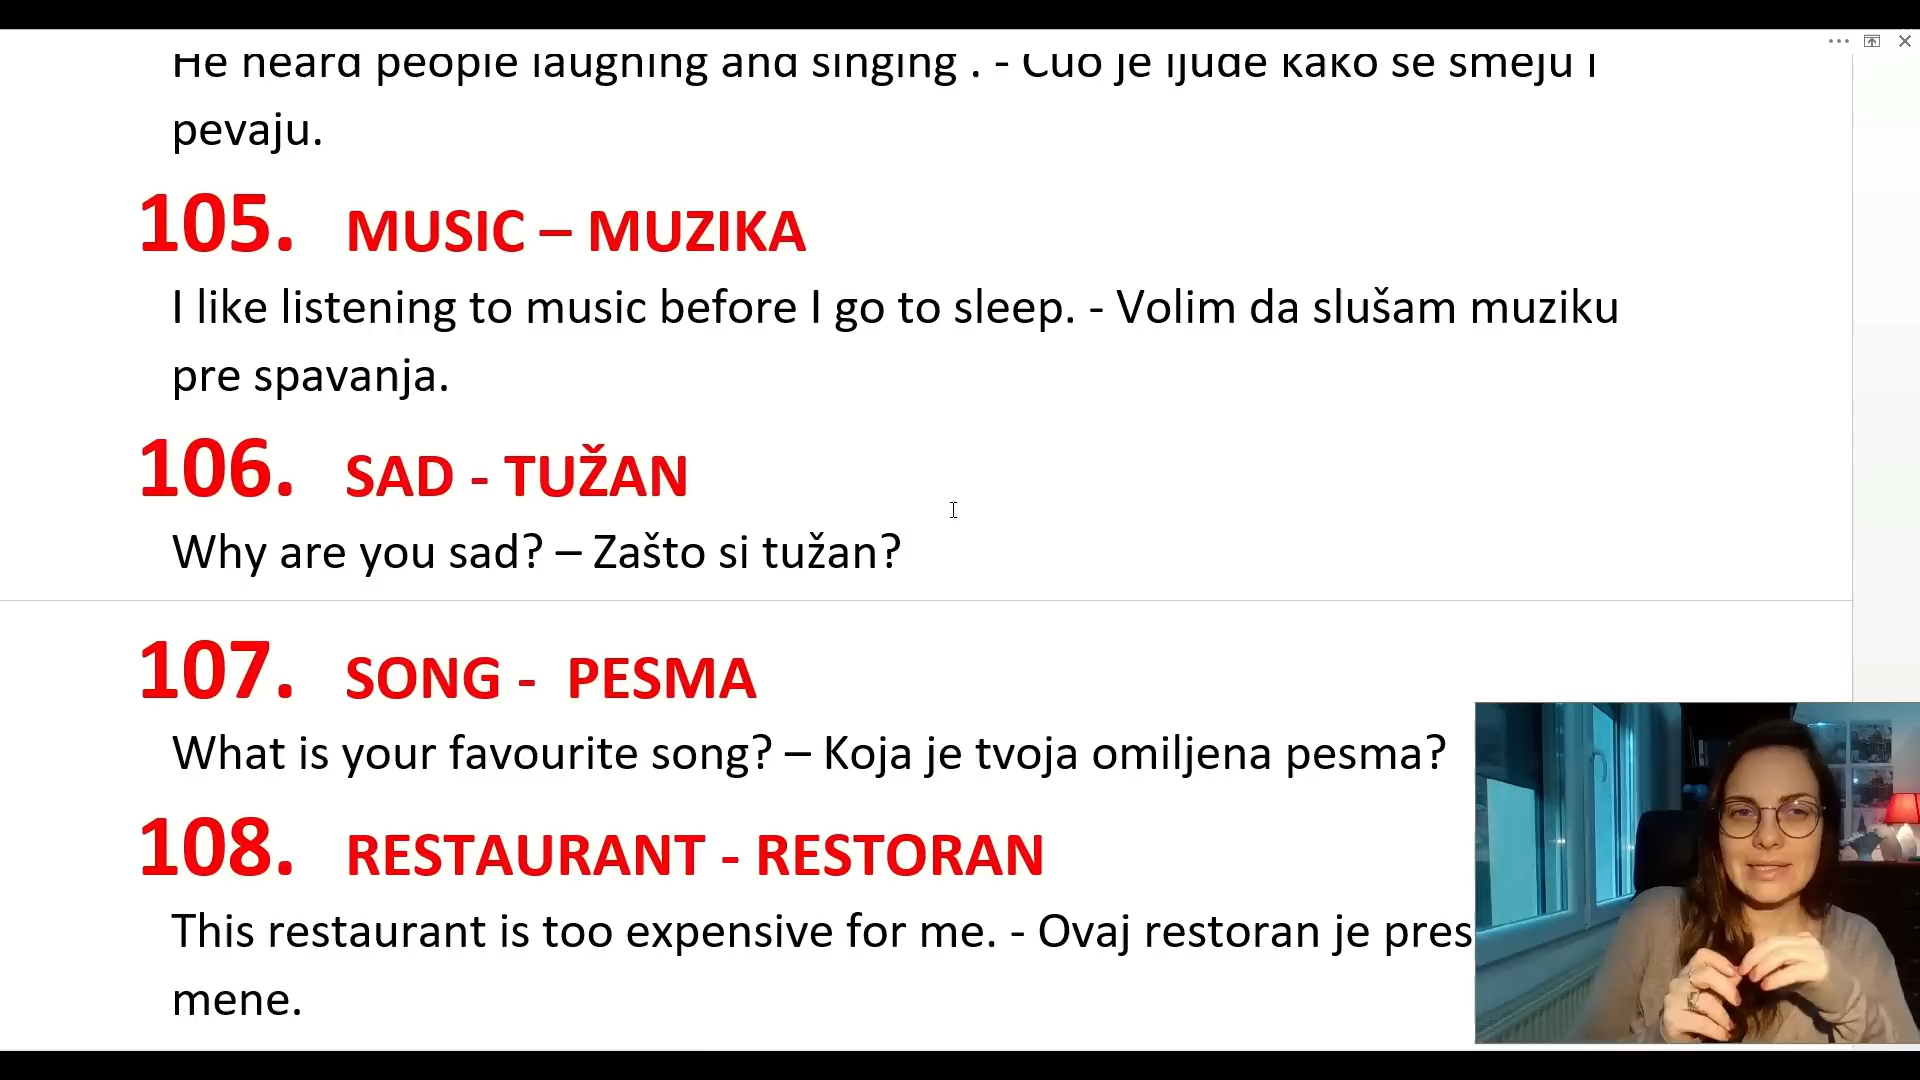 He heard people laughing and singing . - Čuo je ljude kako se smeju i
pevaju.
105. MUSIC – MUZIKA
I like listening to music before I go to sleep. - Volim da slušam muziku
pre spavanja.
106. SAD - TUŽAN
Why are you sad? – Zašto si tužan?
107. SONG - PESMA
What is your favourite song? – Koja je tvoja omiljena pesma?
108. RESTAURANT - RESTORAN
This restaurant is too expensive for me. - Ovaj restoran je pres
mene.